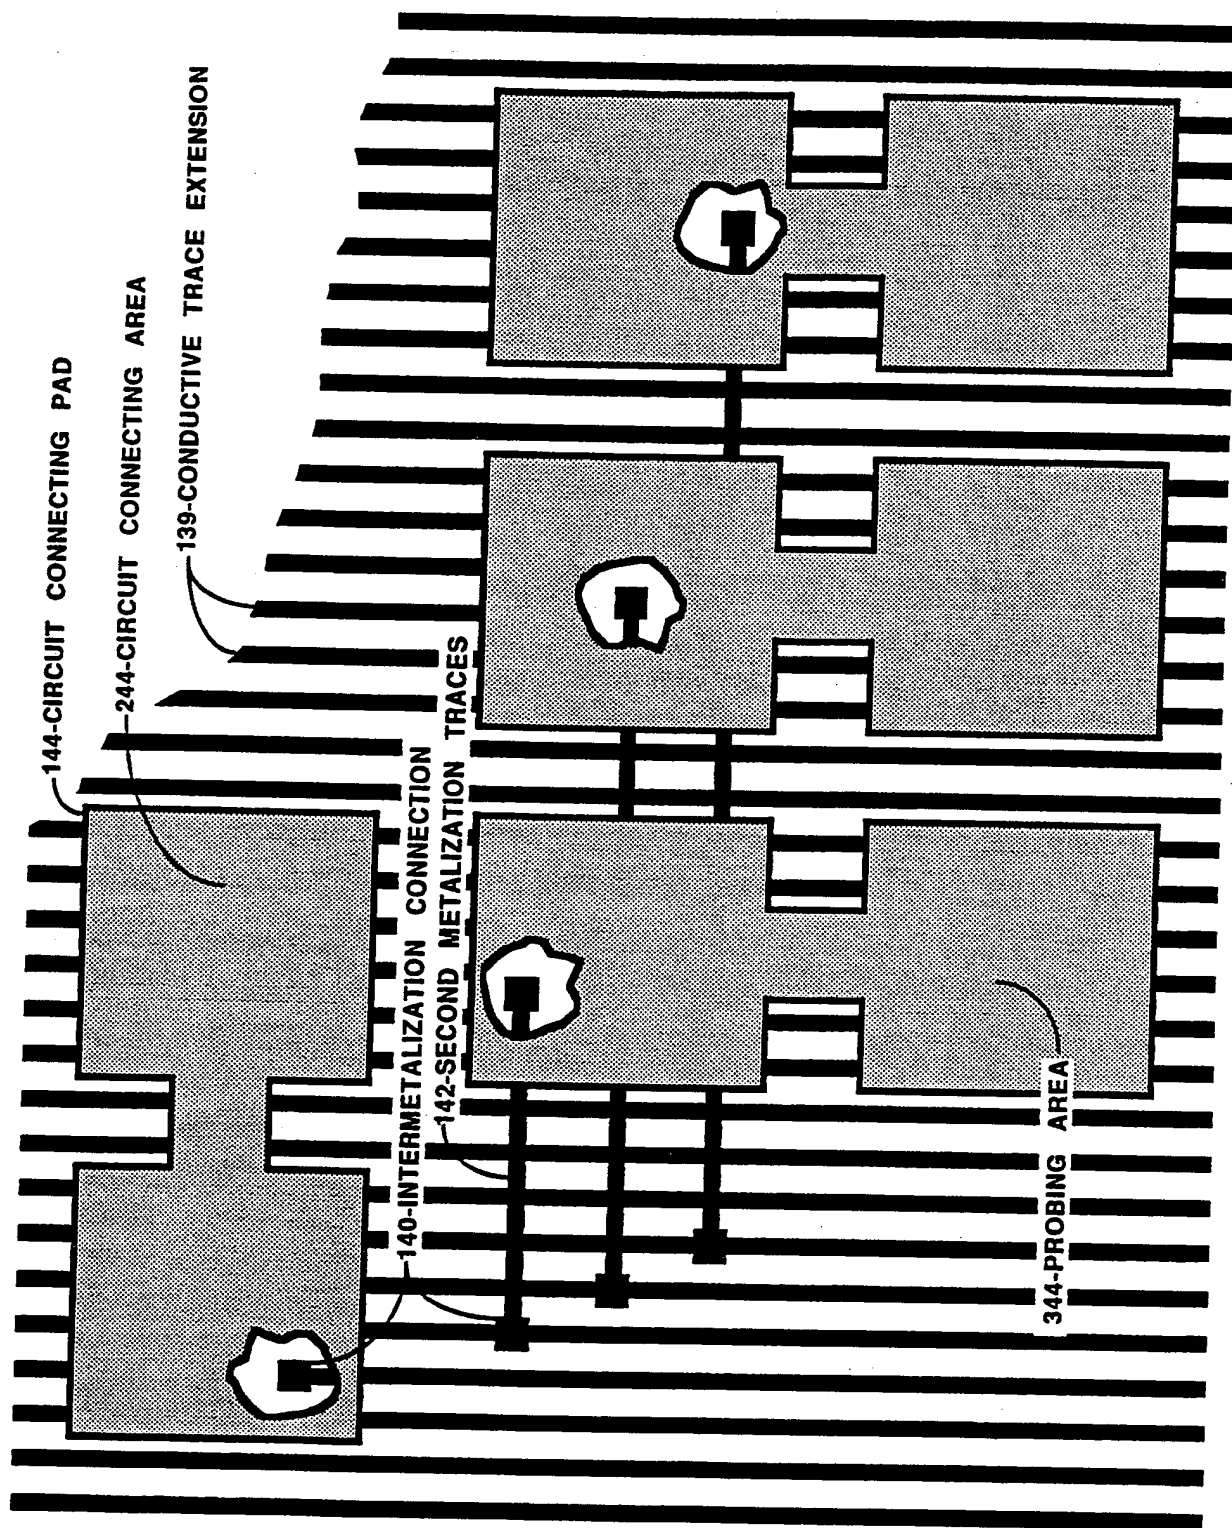 144-CIRCUIT CONNECTING PAD
244-CIRCUIT CONNECTING AREA
139-CONDUCTIVE TRACE EXTENSION
140-INTERMETALIZATION CONNECTION
142-SECOND METALIZATION TRACES
344-PROBING AREA